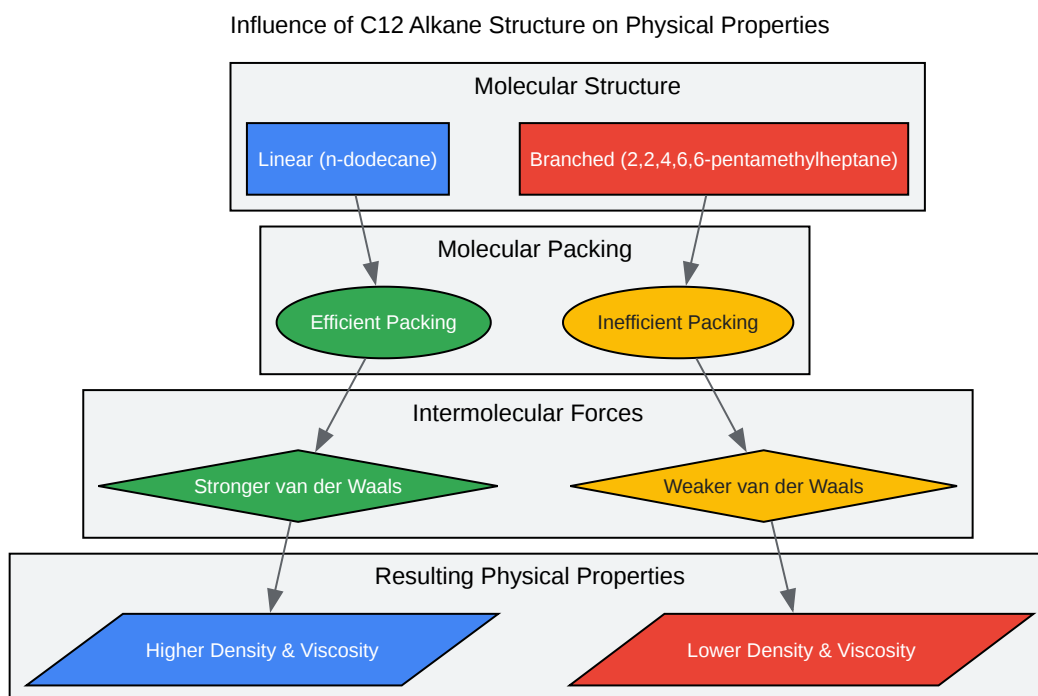 Influence of C12 Alkane Structure on Physical Properties
Molecular Structure
Linear (n-dodecane)
Branched (2,2,4,6,6-pentamethylheptane)
Molecular Packing
Efficient Packing
Inefficient Packing
Intermolecular Forces
Stronger van der Waals
Weaker van der Waals
Resulting Physical Properties
Higher Density & Viscosity
Lower Density & Viscosity